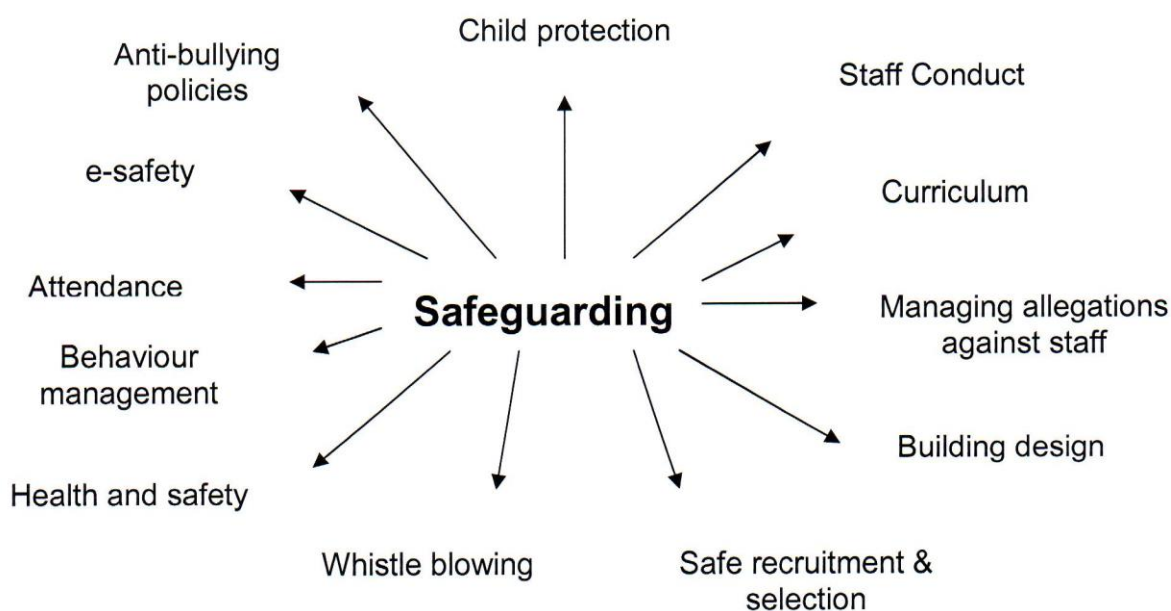 Child protection
Anti-bullying
policies
Staff Conduct
e-safety
Curriculum
Attendance
Safeguarding
Managing allegations
against staff
Behaviour
management
Building design
Health and safety
Whistle blowing
Safe recruitment &
selection